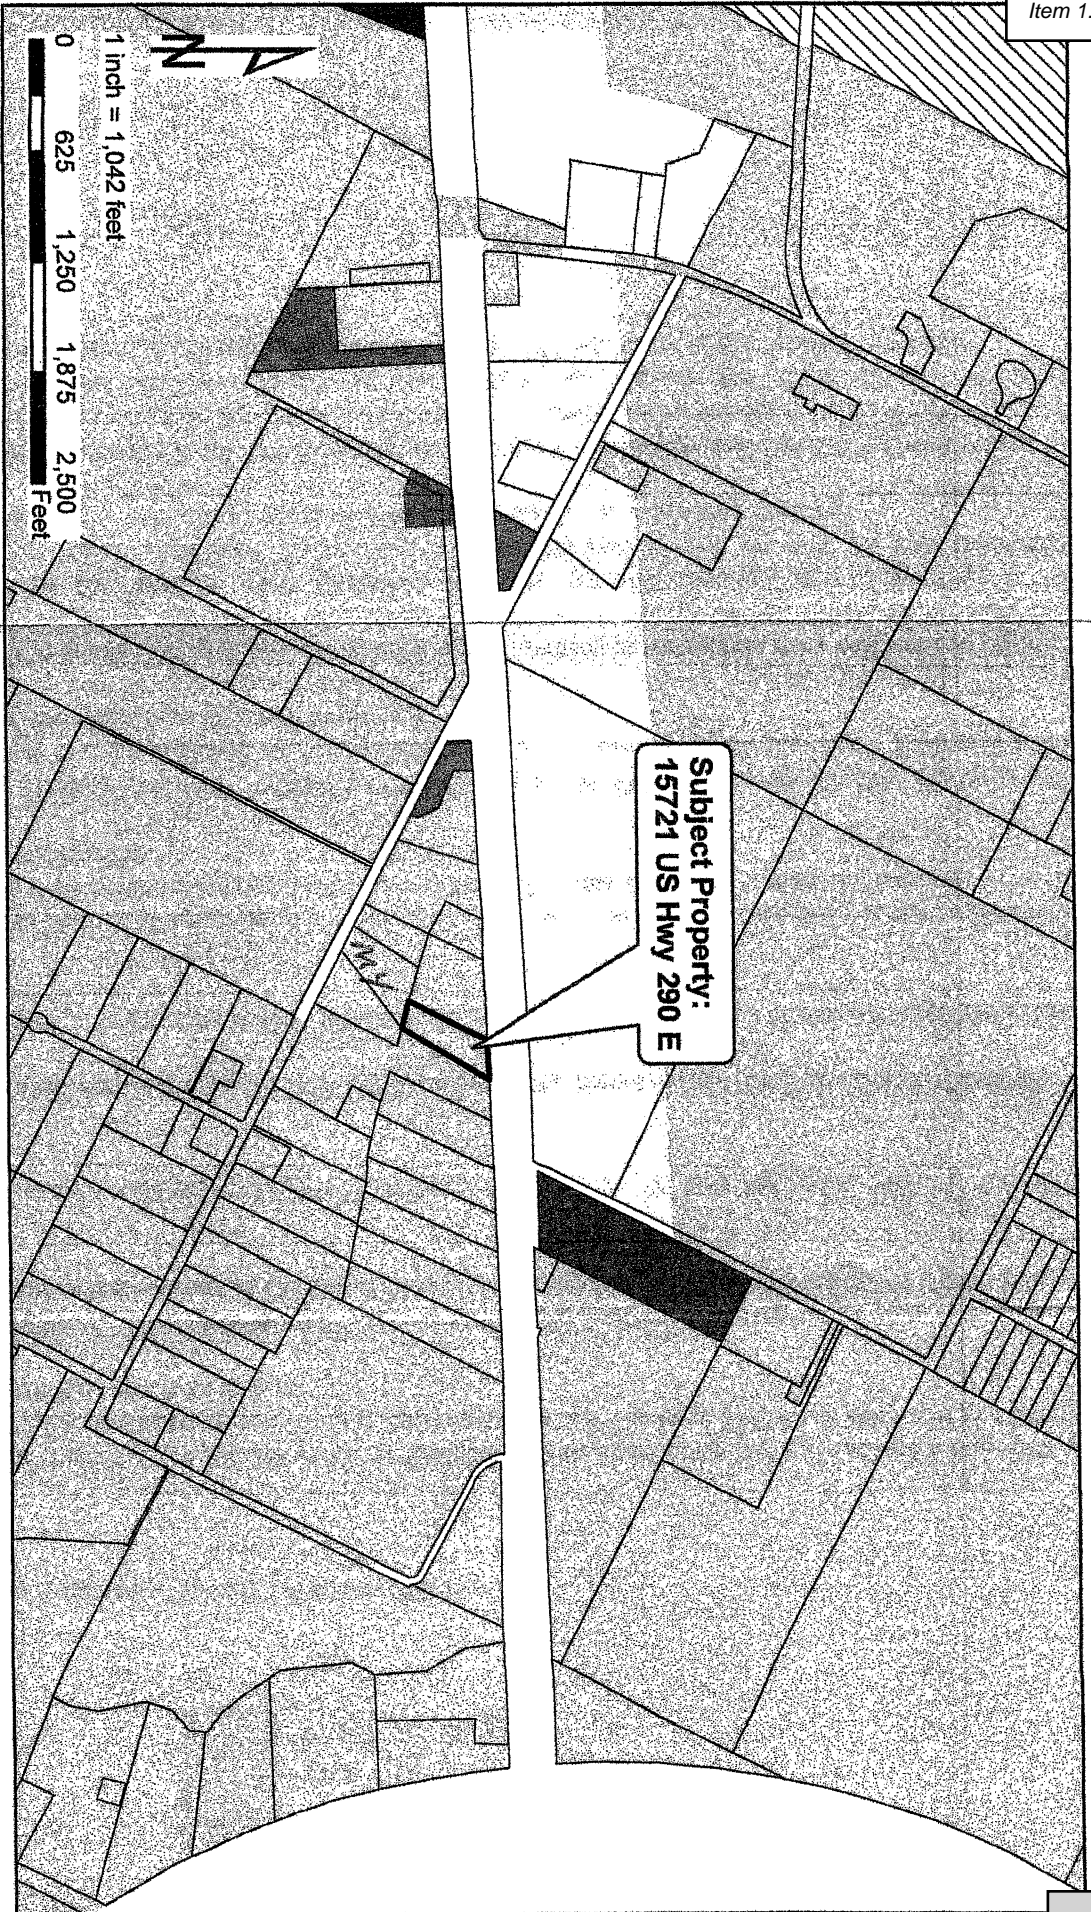 Item 1.
Subject Property:
15721 US Hwy 290 E
N
1 inch = 1,042 feet
0 625 1,250 1,875 2,500
Feet